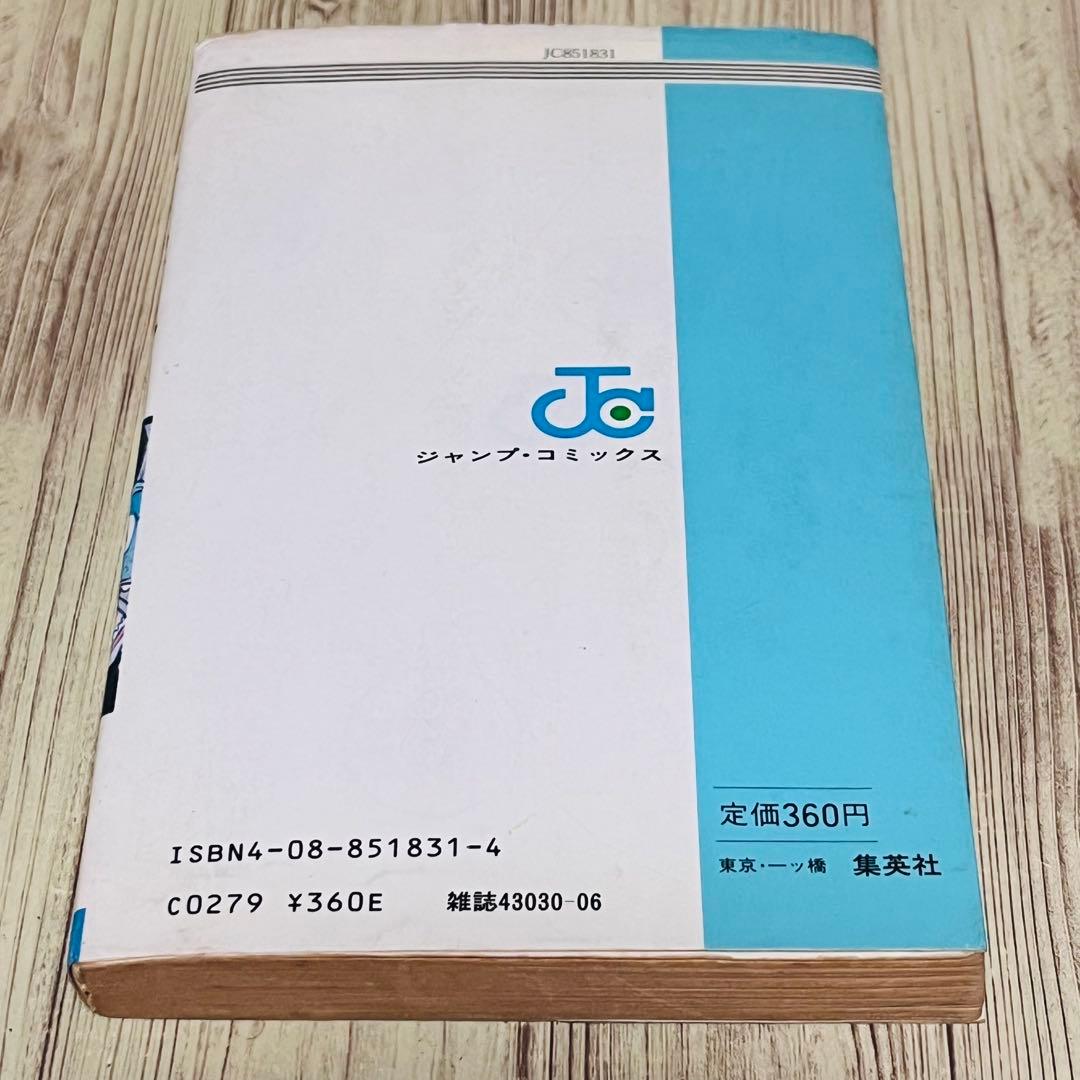 JC851831
JC
ジャンプ・コミックス
定価360円
東京・一ッ橋 集英社
ISBN4-08-851831-4
C0279 ¥360E 雑誌43030-06